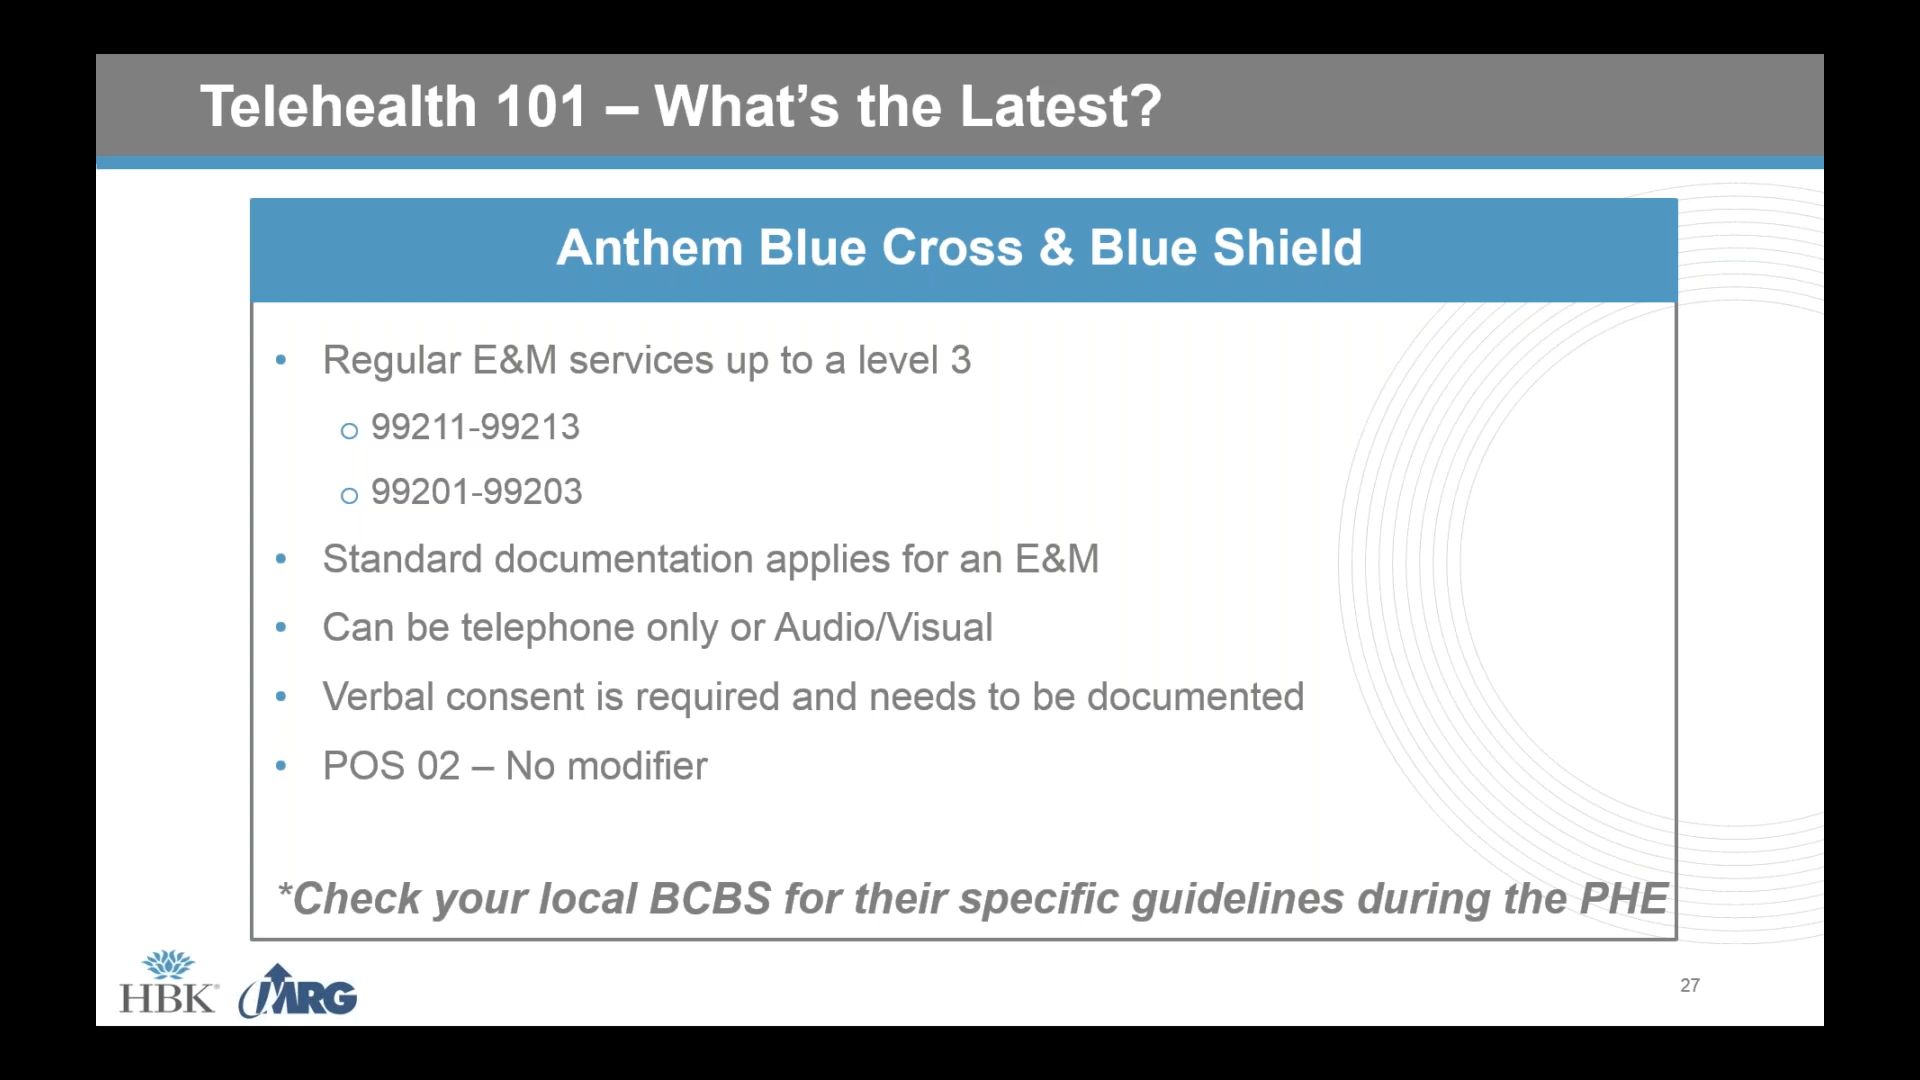 Telehealth 101 – What’s the Latest?
Anthem Blue Cross & Blue Shield
• Regular E&M services up to a level 3
o 99211-99213
o 99201-99203
• Standard documentation applies for an E&M
• Can be telephone only or Audio/Visual
• Verbal consent is required and needs to be documented
• POS 02 – No modifier
*Check your local BCBS for their specific guidelines during the PHE
HBK®
MRG
27